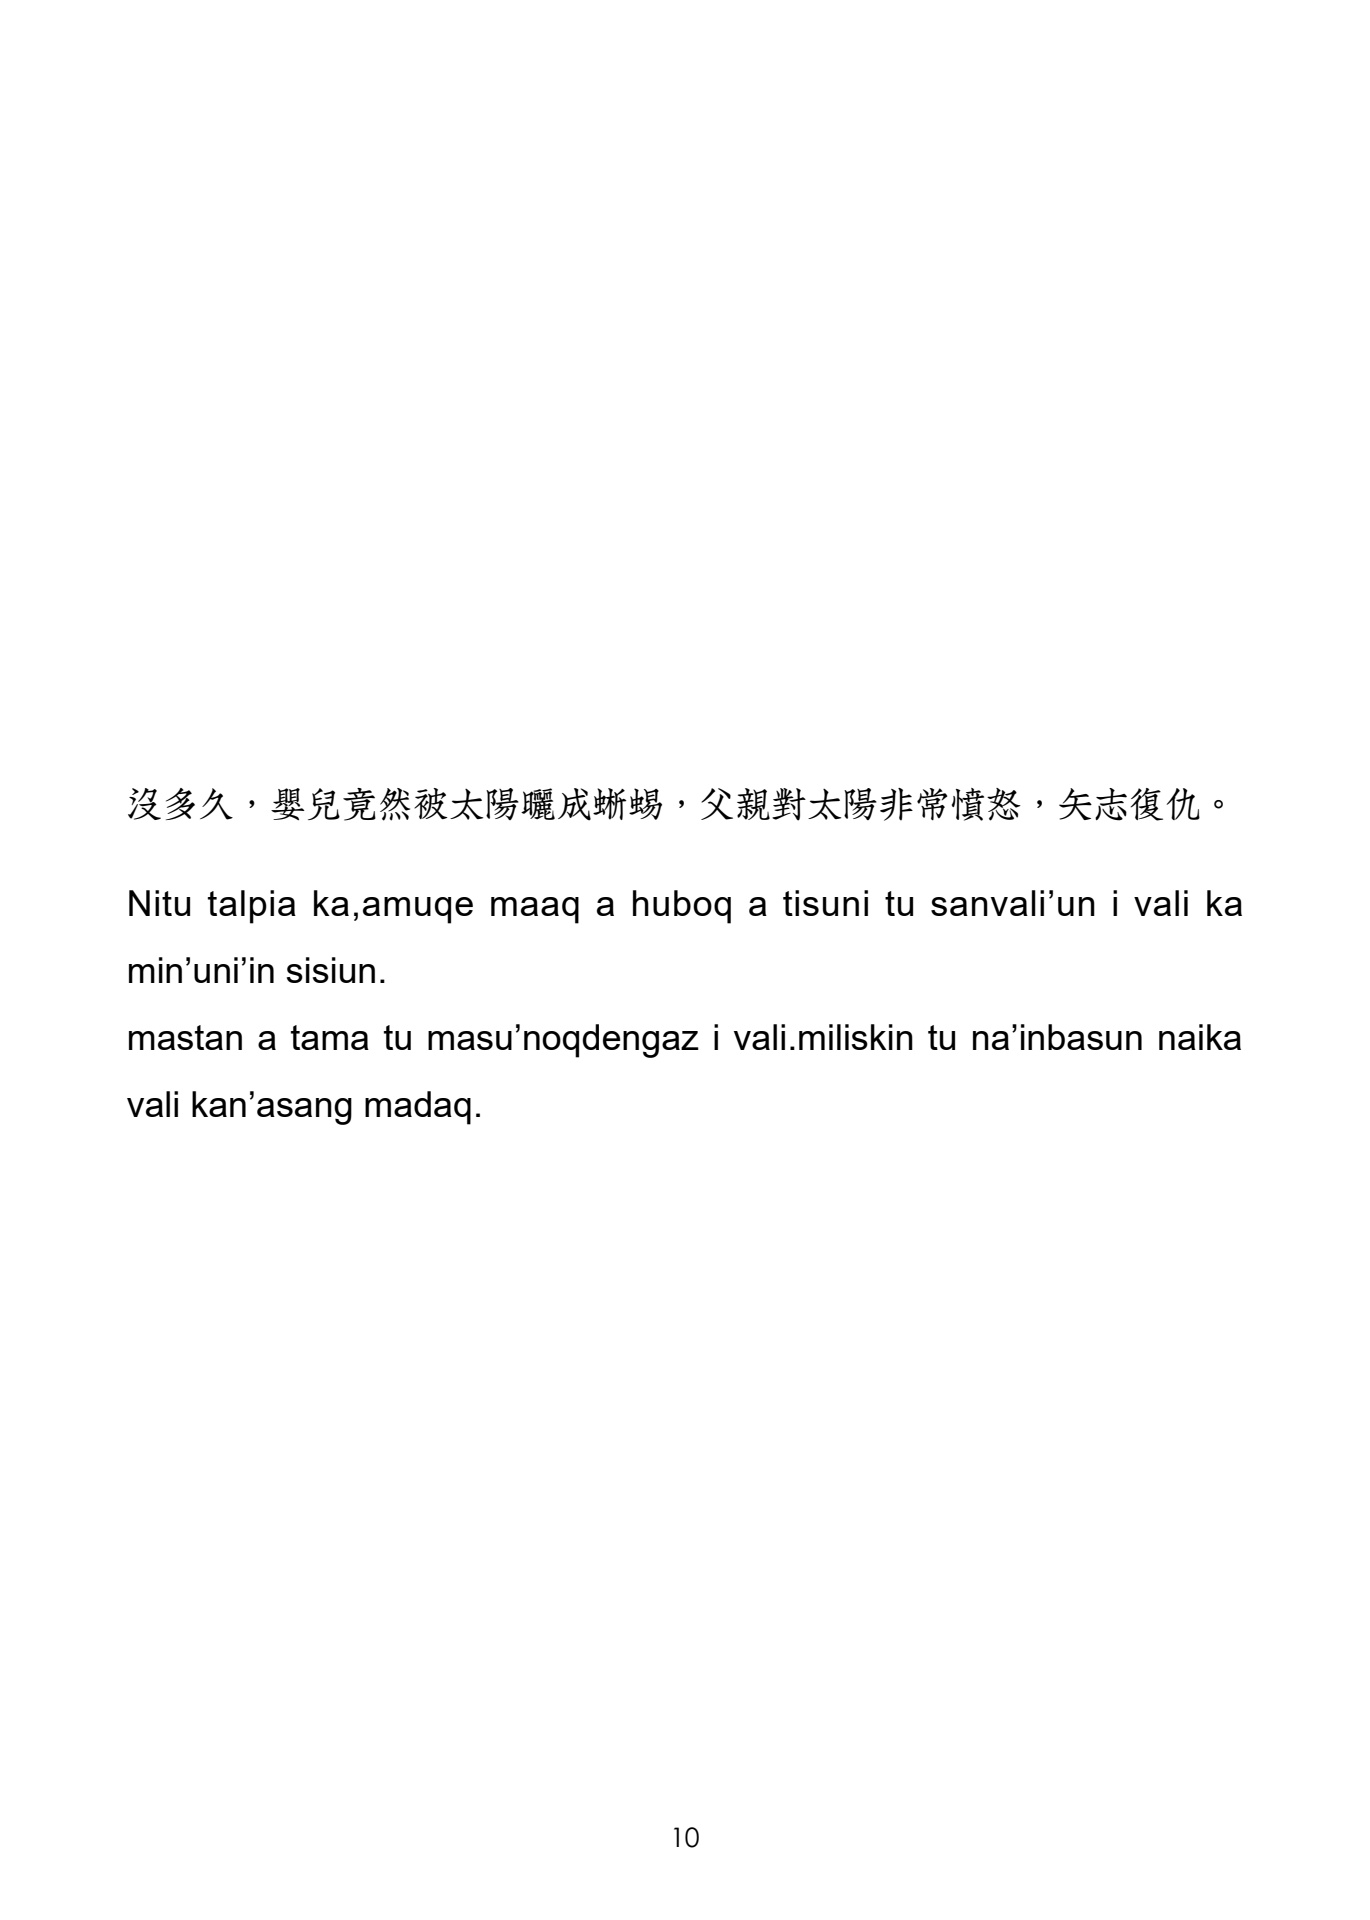 沒多久，嬰兒竟然被太陽曬成蜥蜴，父親對太陽非常憤怒，矢志復仇。
Nitu talpia ka,amuqe maaq a huboq a tisuni tu sanvali’un i vali ka
min’uni’in sisiun.
mastan a tama tu masu’noqdengaz i vali.miliskin tu na’inbasun naika
vali kan’asang madaq.
10